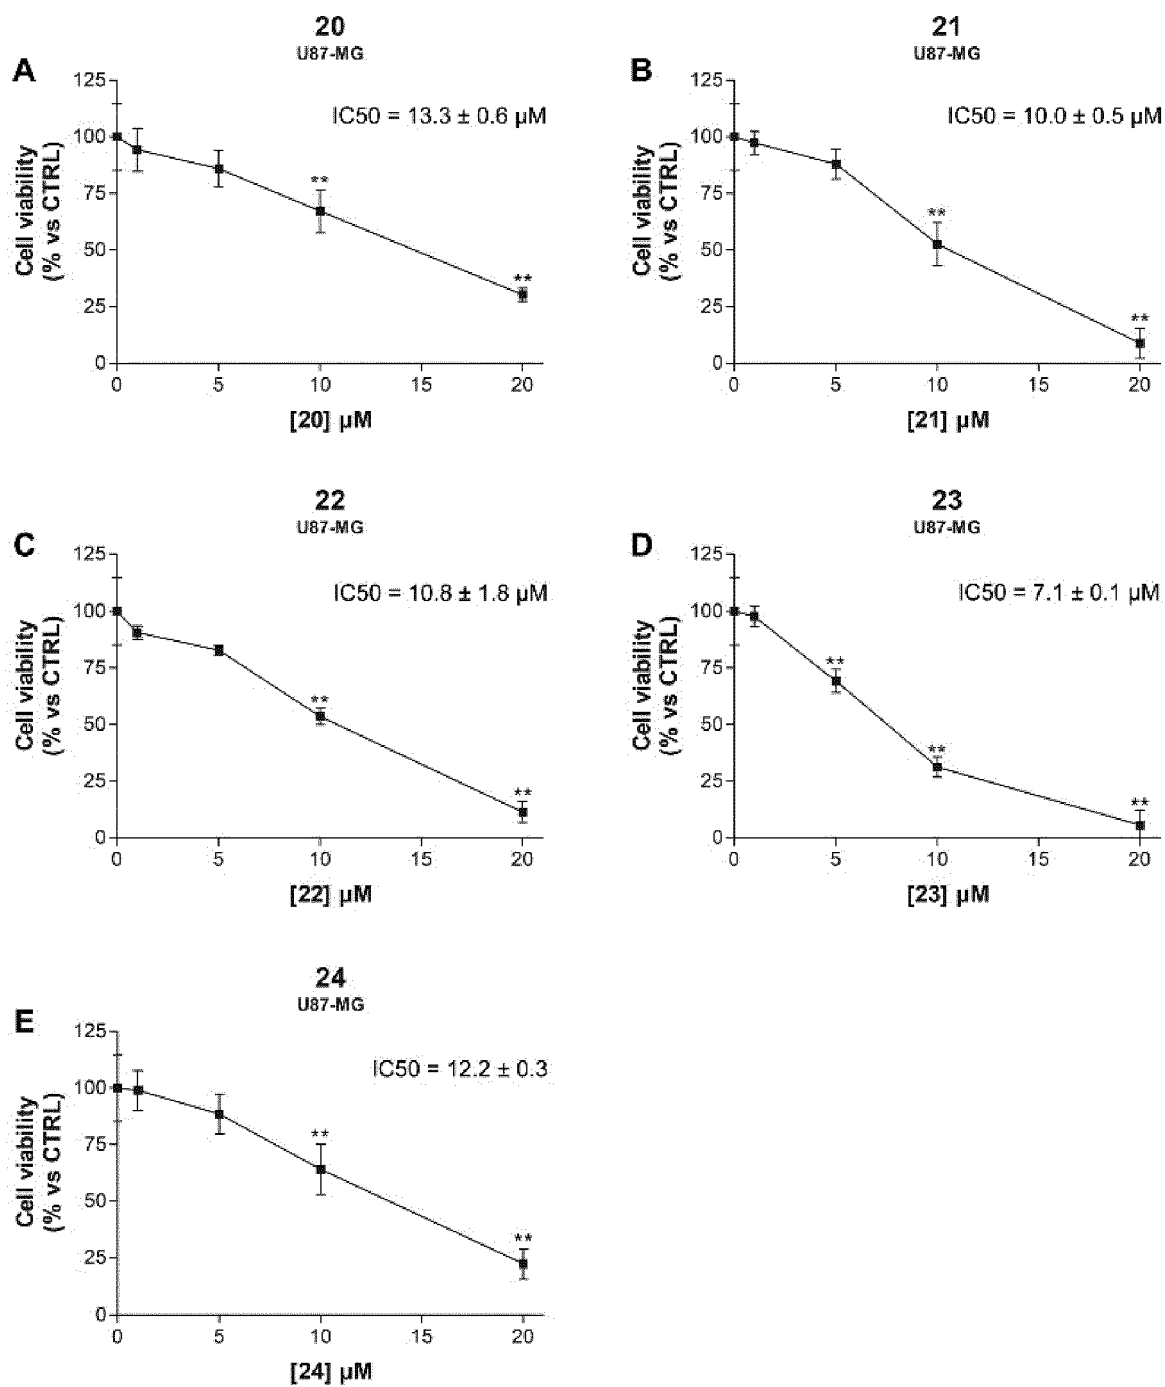 20
U87-MG
A
IC50 = 13.3 ± 0.6 µM
Cell viability
(% vs CTRL)
125
100
75
50
25
0
**
**
0 5 10 15 20
[20] µM
21
U87-MG
B
IC50 = 10.0 ± 0.5 µM
Cell viability
(% vs CTRL)
125
100
75
50
25
0
**
**
0 5 10 15 20
[21] µM
22
U87-MG
C
IC50 = 10.8 ± 1.8 µM
Cell viability
(% vs CTRL)
125
100
75
50
25
0
**
**
0 5 10 15 20
[22] µM
23
U87-MG
D
IC50 = 7.1 ± 0.1 µM
Cell viability
(% vs CTRL)
125
100
75
50
25
0
**
**
**
0 5 10 15 20
[23] µM
24
U87-MG
E
IC50 = 12.2 ± 0.3
Cell viability
(% vs CTRL)
125
100
75
50
25
0
**
**
0 5 10 15 20
[24] µM